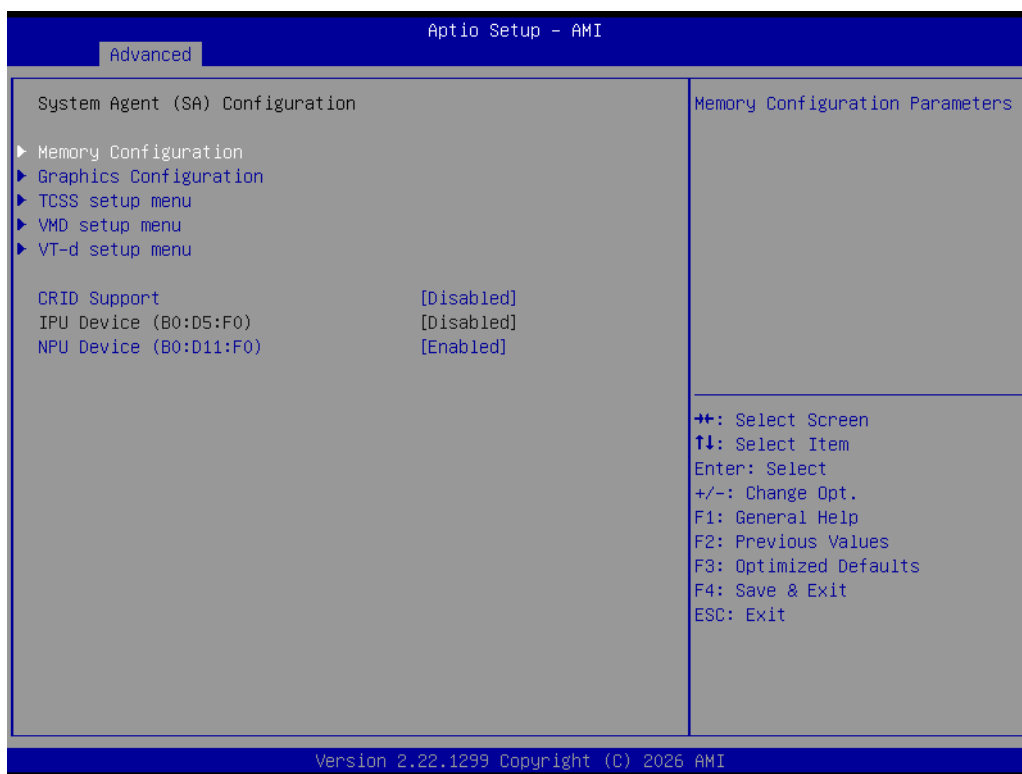 Aptio Setup - AMI
Advanced
System Agent (SA) Configuration
Memory Configuration
Graphics Configuration
TCSS setup menu
VMD setup menu
VT-d setup menu
CRID Support [Disabled]
IPU Device (B0:D5:F0) [Disabled]
NPU Device (B0:D11:F0) [Enabled]
Memory Configuration Parameters
→←: Select Screen
↑↓: Select Item
Enter: Select
+/-: Change Opt.
F1: General Help
F2: Previous Values
F3: Optimized Defaults
F4: Save & Exit
ESC: Exit
Version 2.22.1299 Copyright (C) 2026 AMI